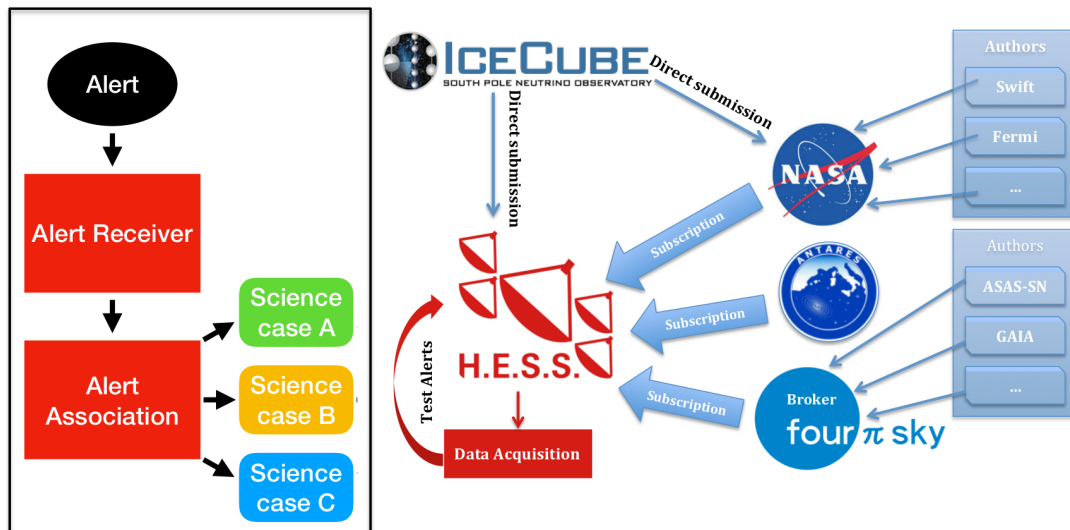 Alert
Alert Receiver
Alert
Association
Science
case A
Science
case B
Science
case C
ICECUBE
SOUTH POLE NEUTRINO OBSERVATORY
Direct submission
Direct submission
NASA
Authors
Swift
Fermi
...
Subscription
ANTARES
Subscription
Authors
ASAS-SN
GAIA
...
H.E.S.S.
Subscription
Broker
four π sky
Test Alerts
Data Acquisition